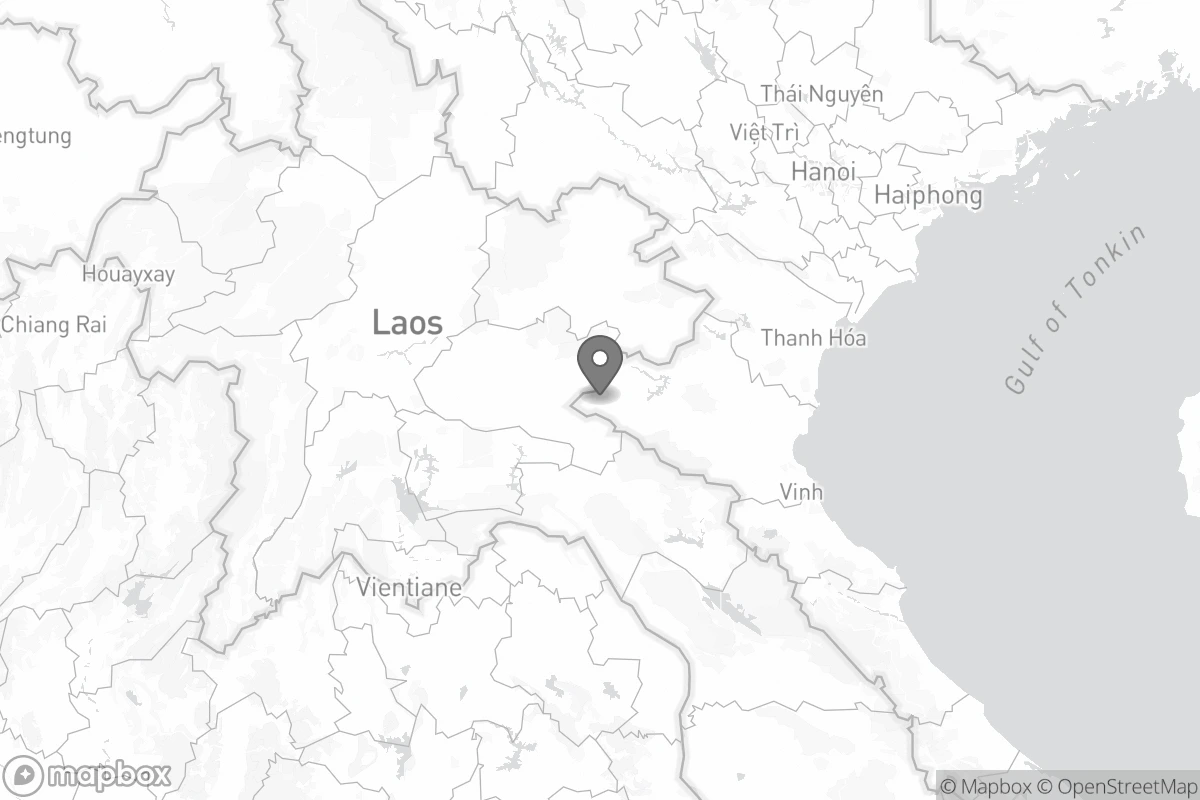 Thái Nguyên
engtung
Việt Trì
Hanoi
Haiphong
Gulf of Tonkin
Houayxay
Chiang Rai
Laos
Thanh Hóa
Vinh
Vientiane
mapbox
© Mapbox © OpenStreetMap